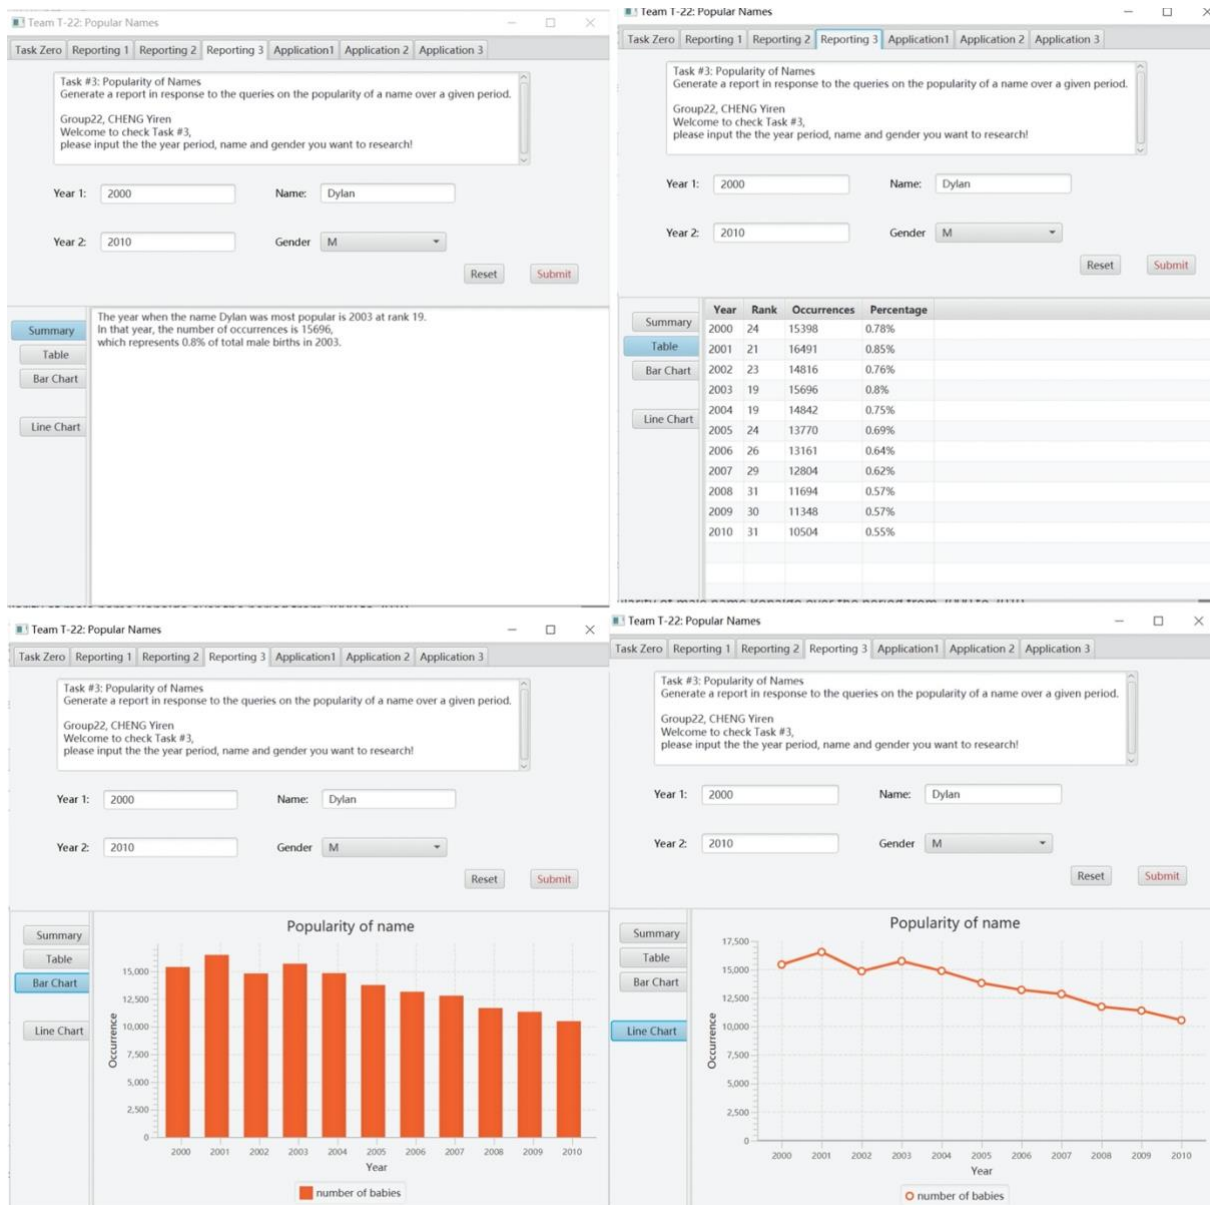 Team T-22: Popular Names
Task Zero Reporting 1 Reporting 2 Reporting 3 Application1 Application 2 Application 3
Task #3: Popularity of Names
Generate a report in response to the queries on the popularity of a name over a given period.
Group22, CHENG Yiren
Welcome to check Task #3,
please input the the year period, name and gender you want to research!
Year 1: 2000 Name: Dylan
Year 2: 2010 Gender M
Reset Submit
Summary
Table
Bar Chart
Line Chart
The year when the name Dylan was most popular is 2003 at rank 19.
In that year, the number of occurrences is 15696,
which represents 0.8% of total male births in 2003.
Team T-22: Popular Names
Task Zero Reporting 1 Reporting 2 Reporting 3 Application1 Application 2 Application 3
Task #3: Popularity of Names
Generate a report in response to the queries on the popularity of a name over a given period.
Group22, CHENG Yiren
Welcome to check Task #3,
please input the the year period, name and gender you want to research!
Year 1: 2000 Name: Dylan
Year 2: 2010 Gender M
Reset Submit
Summary
Table
Bar Chart
Line Chart
Year Rank Occurrences Percentage
2000 24 15398 0.78%
2001 21 16491 0.85%
2002 23 14816 0.76%
2003 19 15696 0.8%
2004 19 14842 0.75%
2005 24 13770 0.69%
2006 26 13161 0.64%
2007 29 12804 0.62%
2008 31 11694 0.57%
2009 30 11348 0.57%
2010 31 10504 0.55%
Team T-22: Popular Names
Task Zero Reporting 1 Reporting 2 Reporting 3 Application1 Application 2 Application 3
Task #3: Popularity of Names
Generate a report in response to the queries on the popularity of a name over a given period.
Group22, CHENG Yiren
Welcome to check Task #3,
please input the the year period, name and gender you want to research!
Year 1: 2000 Name: Dylan
Year 2: 2010 Gender M
Reset Submit
Summary
Table
Bar Chart
Line Chart
Popularity of name
15,000
12,500
10,000
7,500
5,000
2,500
0
Occurrence
2000 2001 2002 2003 2004 2005 2006 2007 2008 2009 2010
Year
number of babies
Team T-22: Popular Names
Task Zero Reporting 1 Reporting 2 Reporting 3 Application1 Application 2 Application 3
Task #3: Popularity of Names
Generate a report in response to the queries on the popularity of a name over a given period.
Group22, CHENG Yiren
Welcome to check Task #3,
please input the the year period, name and gender you want to research!
Year 1: 2000 Name: Dylan
Year 2: 2010 Gender M
Reset Submit
Summary
Table
Bar Chart
Line Chart
Popularity of name
17,500
15,000
12,500
10,000
7,500
5,000
2,500
0
Occurrence
2000 2001 2002 2003 2004 2005 2006 2007 2008 2009 2010
Year
number of babies